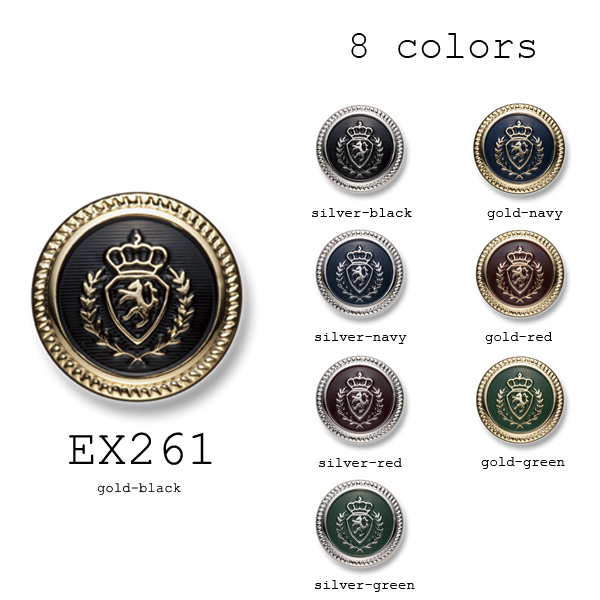 8 colors
silver-black
gold-navy
silver-navy
gold-red
silver-red
gold-green
silver-green
EX261
gold-black